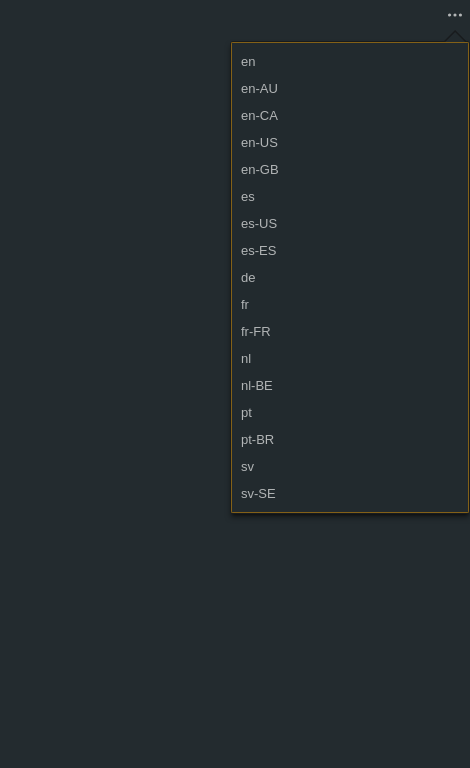 en
en-AU
en-CA
en-US
en-GB
es
es-US
es-ES
de
fr
fr-FR
nl
nl-BE
pt
pt-BR
sv
sv-SE